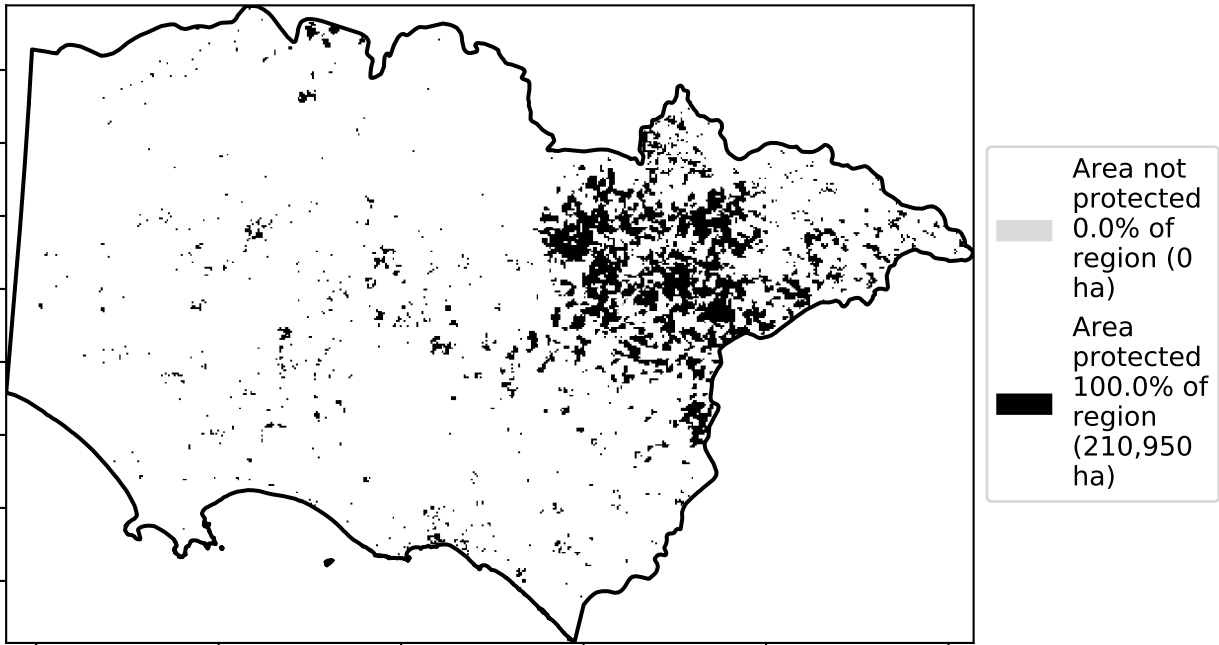 Area not
protected
0.0% of
region (0
ha)
Area
protected
100.0% of
region
(210,950
ha)